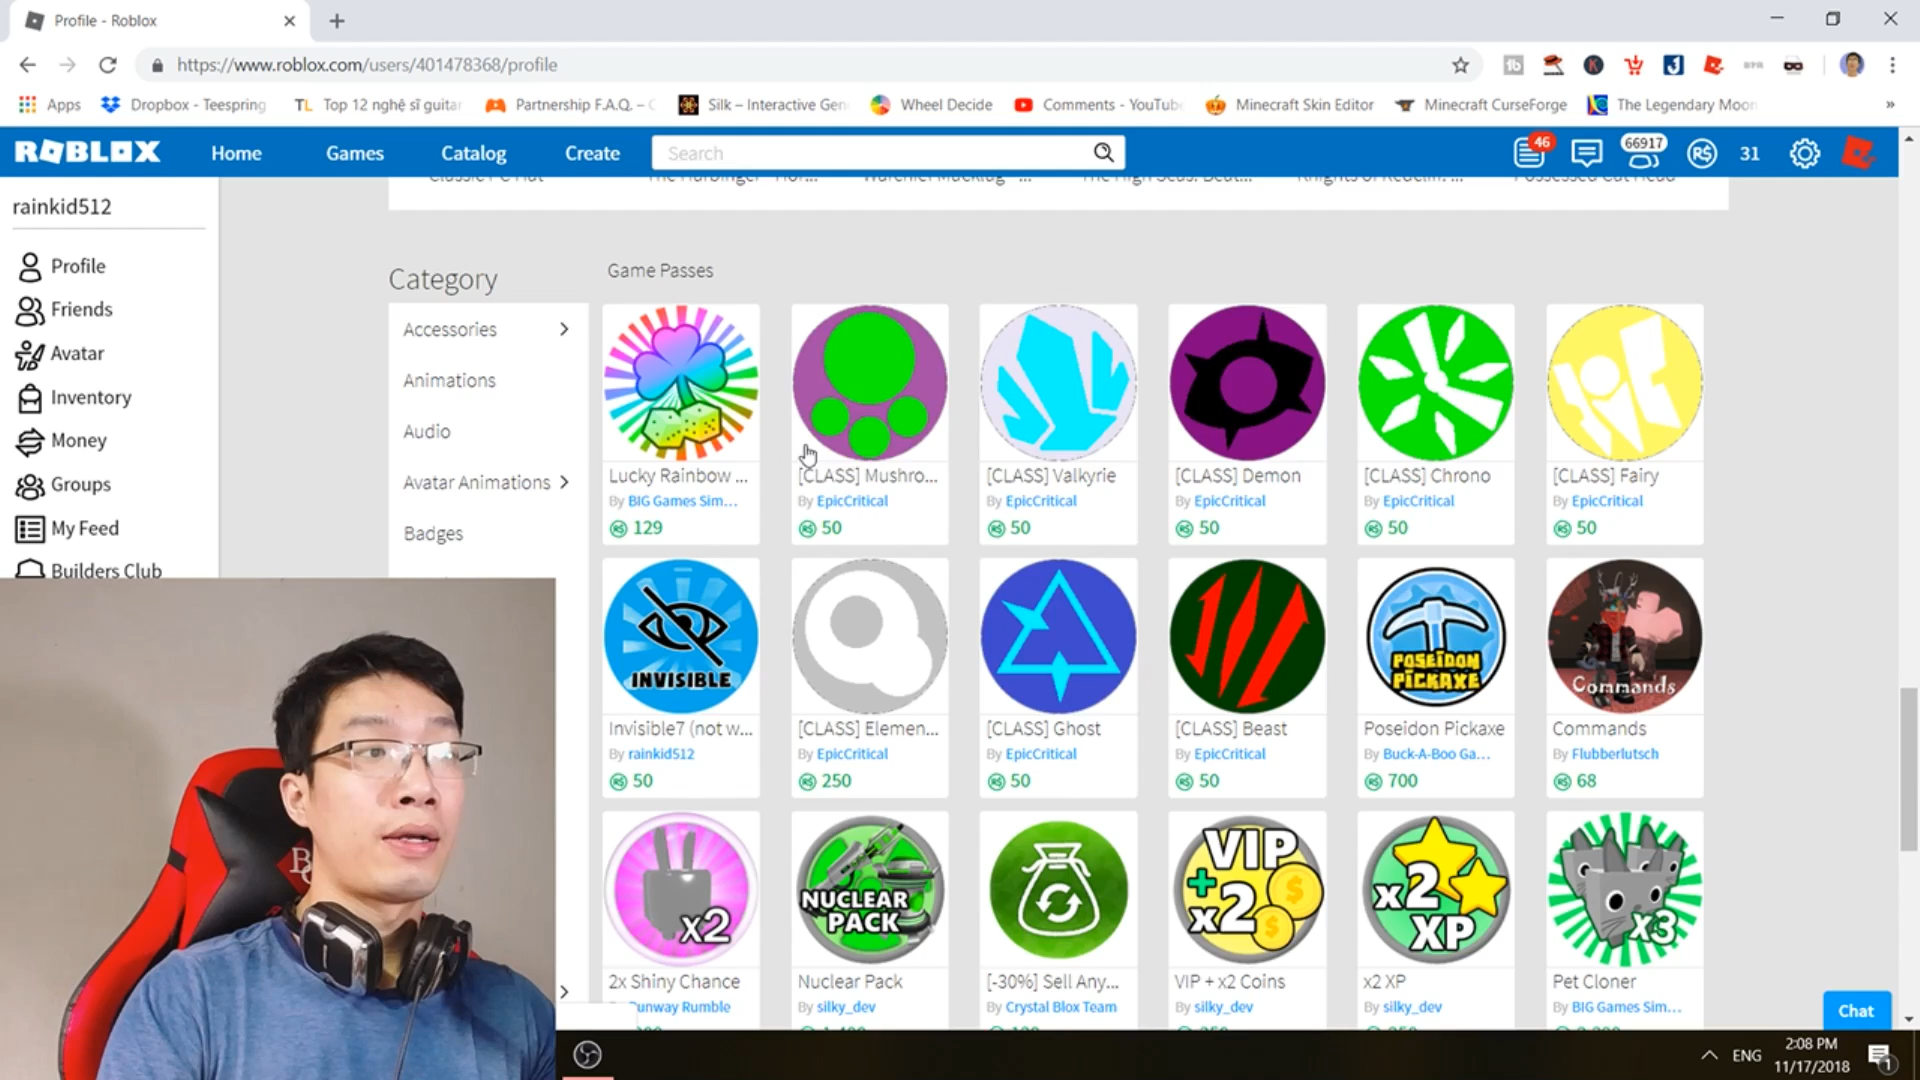 Profile - Roblox
https://www.roblox.com/users/401478368/profile
Apps Dropbox - Teespring TL Top 12 nghệ sĩ guitar Partnership F.A.Q. – Silk – Interactive Gen Wheel Decide Comments - YouTube Minecraft Skin Editor Minecraft CurseForge The Legendary Moon »
ROBLOX Home Games Catalog Create Search 46 66917 R$ 31
rainkid512
Profile
Friends
Avatar
Inventory
Money
Groups
My Feed
Builders Club
Category
Accessories
Animations
Audio
Avatar Animations
Badges
Game Passes
Lucky Rainbow ... [CLASS] Mushro... [CLASS] Valkyrie [CLASS] Demon [CLASS] Chrono [CLASS] Fairy
By BIG Games Sim... By EpicCritical By EpicCritical By EpicCritical By EpicCritical By EpicCritical
129 50 50 50 50 50
INVISIBLE
POSEIDON
PICKAXE
Commands
Invisible7 (not w... [CLASS] Elemen... [CLASS] Ghost [CLASS] Beast Poseidon Pickaxe Commands
By rainkid512 By EpicCritical By EpicCritical By EpicCritical By Buck-A-Boo Ga... By Flubberlutsch
50 250 50 50 700 68
x2
NUCLEAR
PACK
VIP
+
x2
x2
XP
x3
2x Shiny Chance Nuclear Pack [-30%] Sell Any... VIP + x2 Coins x2 XP Pet Cloner
Runway Rumble By silky_dev By Crystal Blox Team By silky_dev By silky_dev By BIG Games Sim...
Chat
ENG
2:08 PM
11/17/2018
1